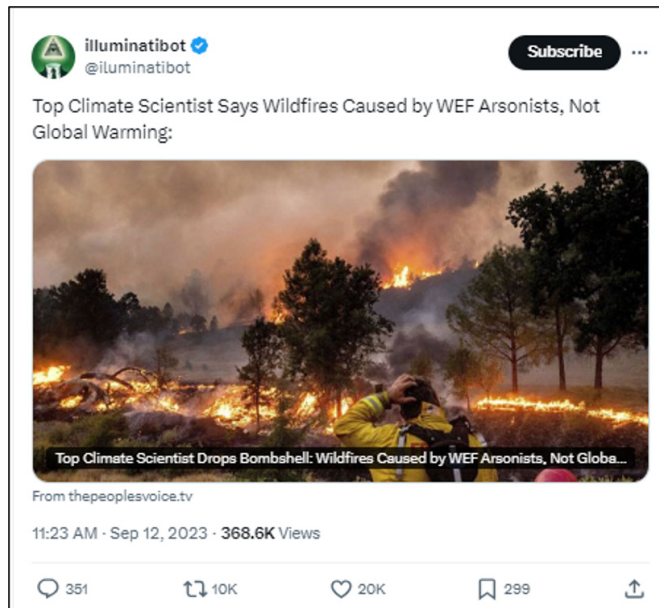 illuminatibot
@iluminatibot
Subscribe
Top Climate Scientist Says Wildfires Caused by WEF Arsonists, Not
Global Warming:
Top Climate Scientist Drops Bombshell: Wildfires Caused by WEF Arsonists, Not Globa...
From thepeoplesvoice.tv
11:23 AM · Sep 12, 2023 · 368.6K Views
351
10K
20K
299